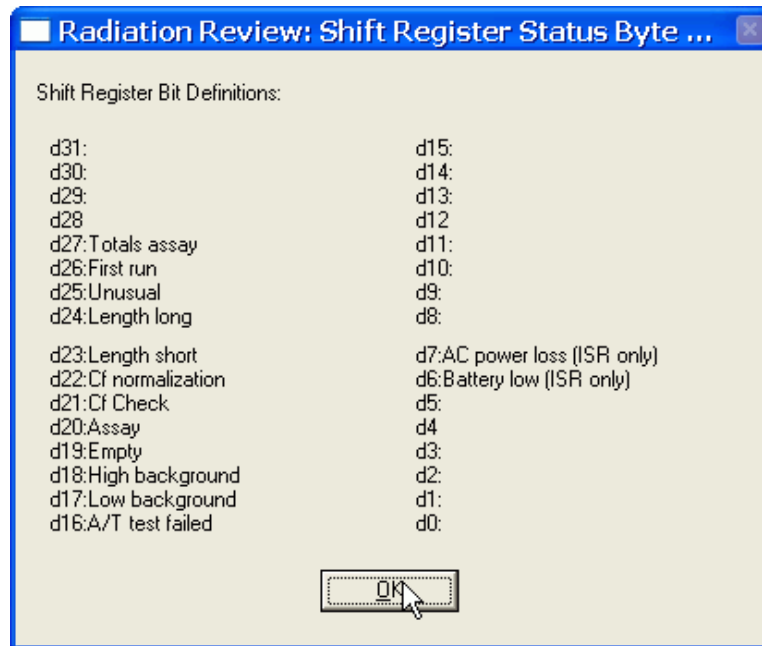 Radiation Review: Shift Register Status Byte ...
Shift Register Bit Definitions:
d31:
d30:
d29:
d28
d27:Totals assay
d26:First run
d25:Unusual
d24:Length long
d23:Length short
d22:Cf normalization
d21:Cf Check
d20:Assay
d19:Empty
d18:High background
d17:Low background
d16:A/T test failed
d15:
d14:
d13:
d12
d11:
d10:
d9:
d8:
d7:AC power loss (ISR only)
d6:Battery low (ISR only)
d5:
d4
d3:
d2:
d1:
d0:
OK